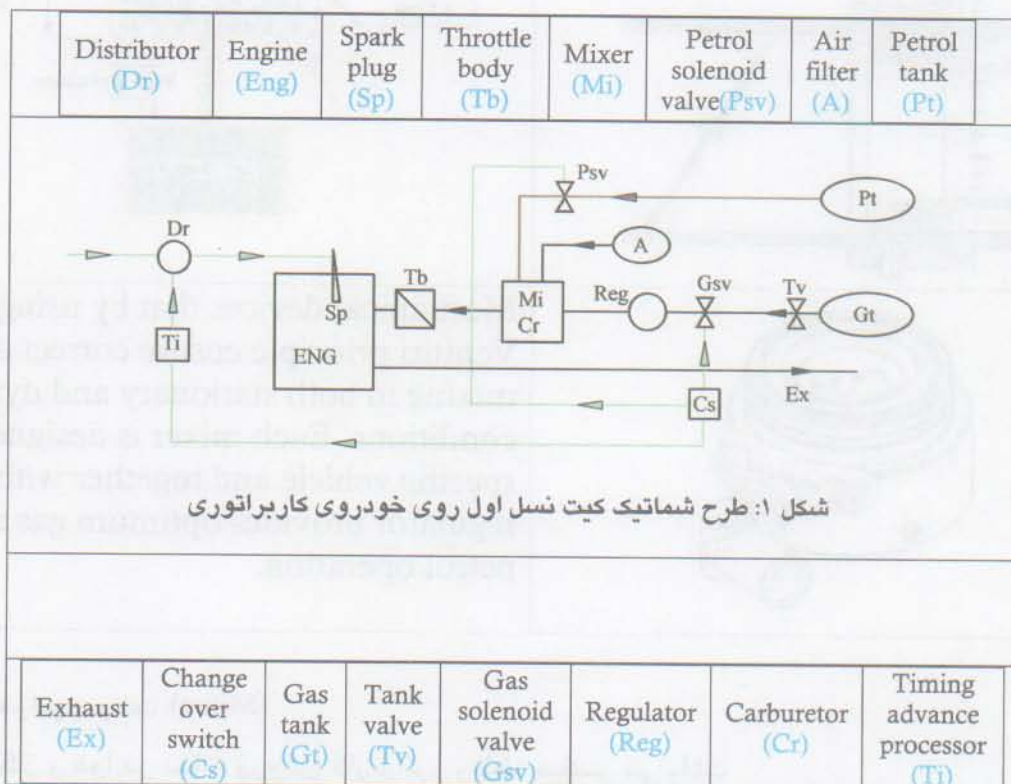 Distributor (Dr)
Engine (Eng)
Spark plug (Sp)
Throttle body (Tb)
Mixer (Mi)
Petrol solenoid valve(Psv)
Air filter (A)
Petrol tank (Pt)
Psv
Pt
Dr
A
Tb
Gsv
Tv
Mi
Reg
Sp
Cr
Gt
Ti
ENG
Ex
Cs
شکل ۱: طرح شماتیک کیت نسل اول روی خودروی کاربراتوری
Exhaust (Ex)
Change over switch (Cs)
Gas tank (Gt)
Tank valve (Tv)
Gas solenoid valve (Gsv)
Regulator (Reg)
Carburetor (Cr)
Timing advance processor (Ti)